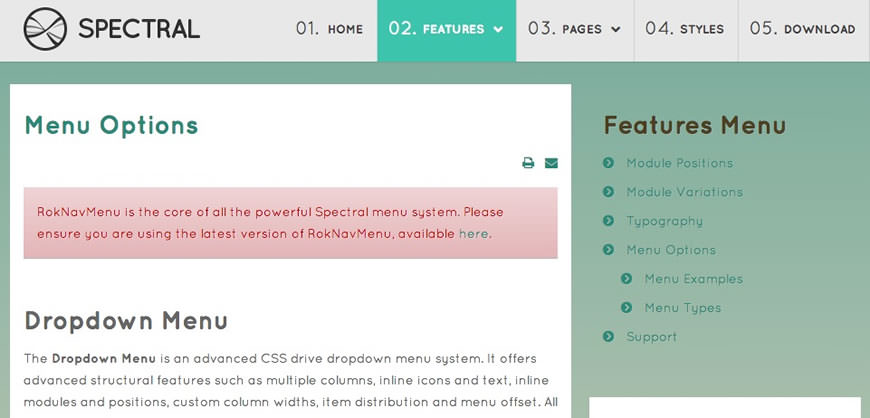 SPECTRAL
01. HOME
02. FEATURES
03. PAGES
04. STYLES
05. DOWNLOAD
Menu Options
RokNavMenu is the core of all the powerful Spectral menu system. Please
ensure you are using the latest version of RokNavMenu, available here.
Dropdown Menu
The Dropdown Menu is an advanced CSS drive dropdown menu system. It offers
advanced structural features such as multiple columns, inline icons and text, inline
modules and positions, custom column widths, item distribution and menu offset. All
Features Menu
Module Positions
Module Variations
Typography
Menu Options
Menu Examples
Menu Types
Support